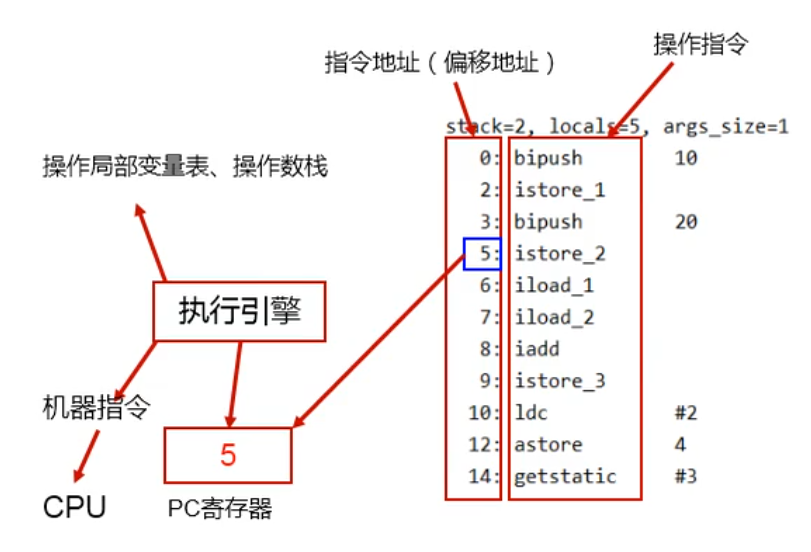 操作指令
指令地址（偏移地址）
stack=2, locals=5, args_size=1
0: bipush 10
2: istore_1
3: bipush 20
5: istore_2
6: iload_1
7: iload_2
8: iadd
9: istore_3
10: ldc #2
12: astore 4
14: getstatic #3
操作局部变量表、操作数栈
执行引擎
机器指令
5
CPU
PC寄存器